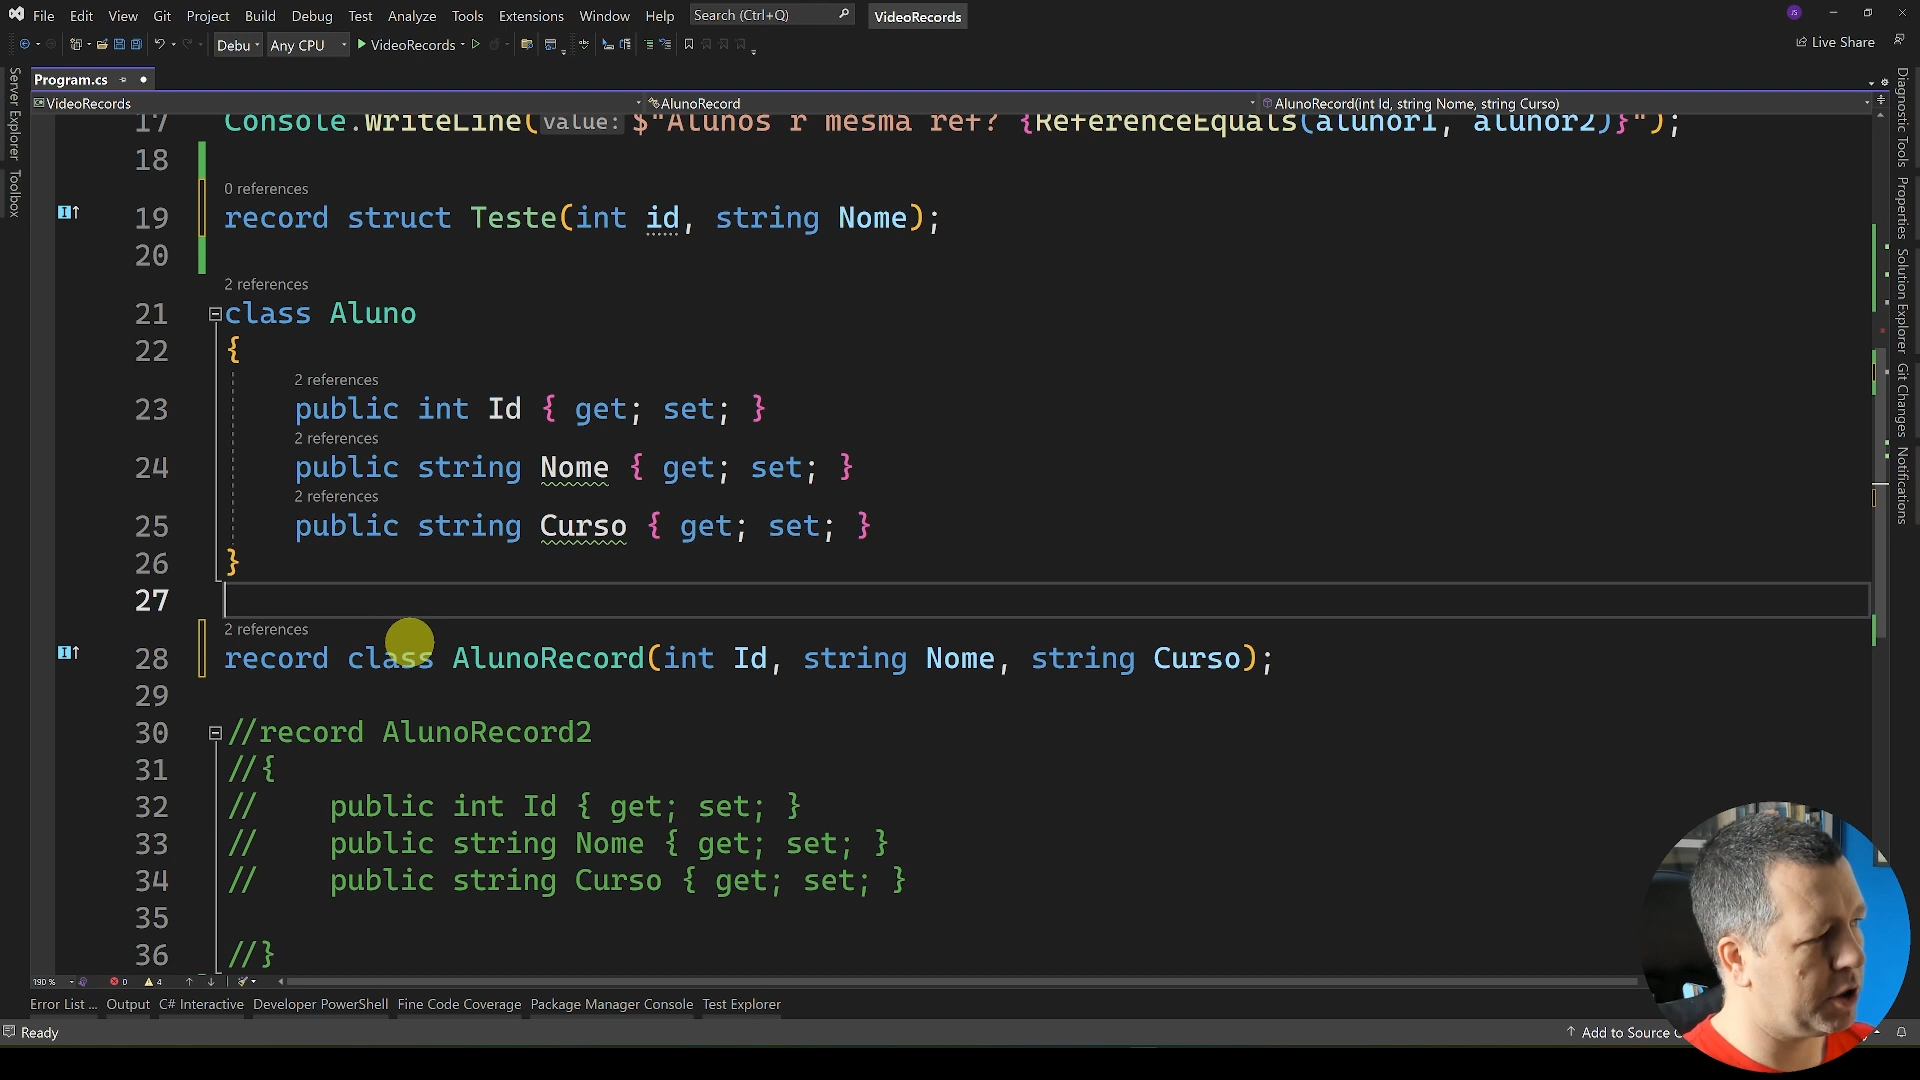 File Edit View Git Project Build Debug Test Analyze Tools Extensions Window Help Search (Ctrl+Q) VideoRecords
Debu Any CPU VideoRecords Live Share
Program.cs
VideoRecords AlunoRecord AlunoRecord(int Id, string Nome, string Curso)
Server Explorer
Toolbox
17 Console.WriteLine(value: $"Alunos r mesma ref? {ReferenceEquals(alunor1, alunor2)}");
18
0 references
19 record struct Teste(int id, string Nome);
20
2 references
21 class Aluno
22 {
2 references
23 public int Id { get; set; }
2 references
24 public string Nome { get; set; }
2 references
25 public string Curso { get; set; }
26 }
27
2 references
28 record class AlunoRecord(int Id, string Nome, string Curso);
29
30 //record AlunoRecord2
31 //{
32 // public int Id { get; set; }
33 // public string Nome { get; set; }
34 // public string Curso { get; set; }
35
36 //}
Diagnostic Tools
Properties
Solution Explorer
Git Changes
Notifications
190 % 0 4
Error List ... Output C# Interactive Developer PowerShell Fine Code Coverage Package Manager Console Test Explorer
Ready Add to Source